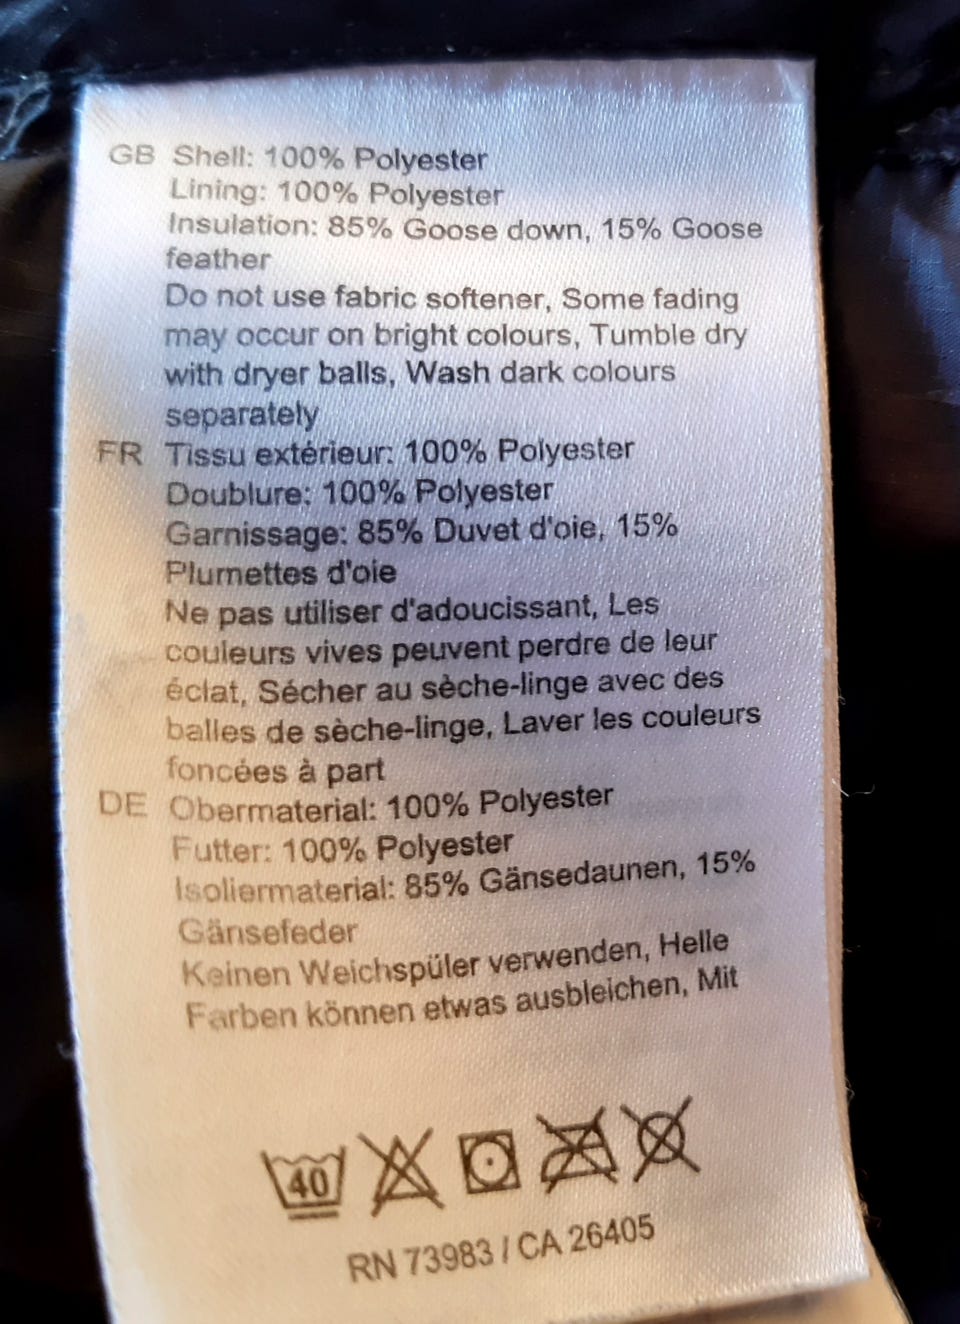 GB Shell: 100% Polyester
Lining: 100% Polyester
Insulation: 85% Goose down, 15% Goose
feather
Do not use fabric softener, Some fading
may occur on bright colours, Tumble dry
with dryer balls, Wash dark colours
separately
FR Tissu extérieur: 100% Polyester
Doublure: 100% Polyester
Garnissage: 85% Duvet d'oie, 15%
Plumettes d'oie
Ne pas utiliser d'adoucissant, Les
couleurs vives peuvent perdre de leur
éclat, Sécher au sèche-linge avec des
balles de sèche-linge, Laver les couleurs
foncées à part
DE Obermaterial: 100% Polyester
Futter: 100% Polyester
Isoliermaterial: 85% Gänsedaunen, 15%
Gänsefeder
Keinen Weichspüler verwenden, Helle
Farben können etwas ausbleichen, Mit
40
RN 73983 / CA 26405